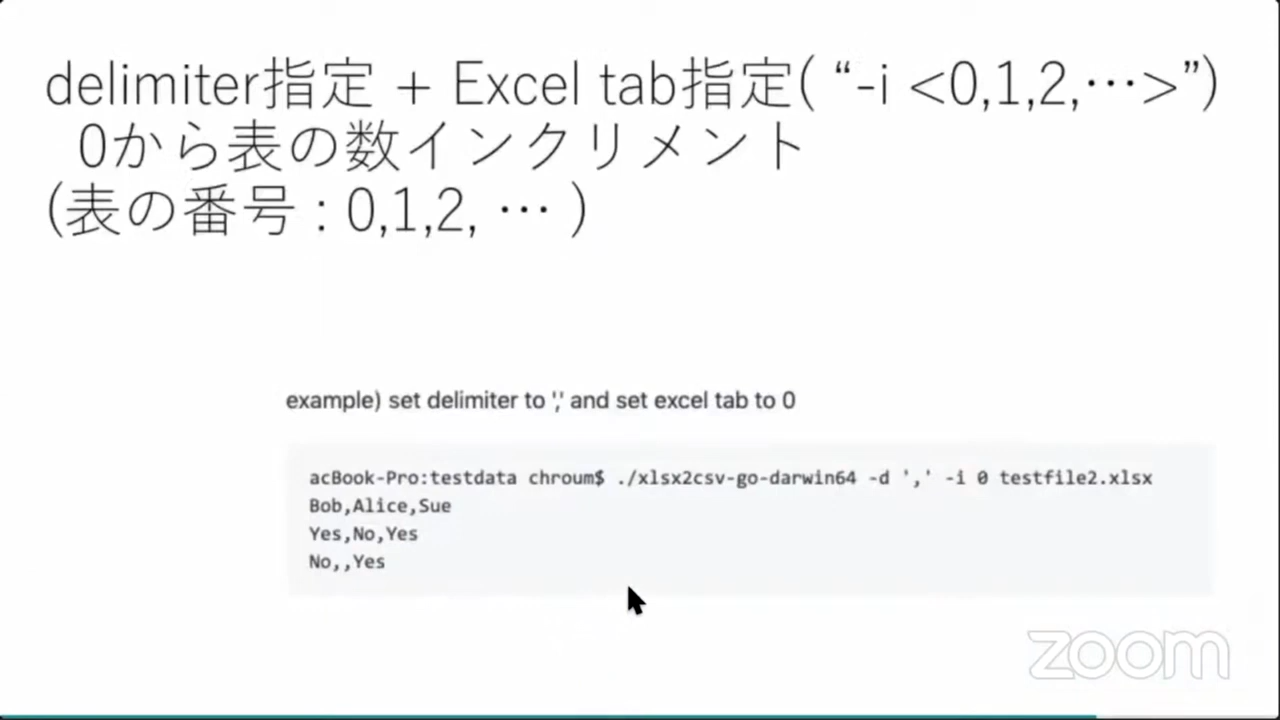 delimiter指定 + Excel tab指定( “-i <0,1,2,⋯>”)
0から表の数インクリメント
(表の番号 : 0,1,2, ⋯ )
example) set delimiter to ',' and set excel tab to 0
acBook-Pro:testdata chroum$ ./xlsx2csv-go-darwin64 -d ',' -i 0 testfile2.xlsx
Bob,Alice,Sue
Yes,No,Yes
No,,Yes
zoom